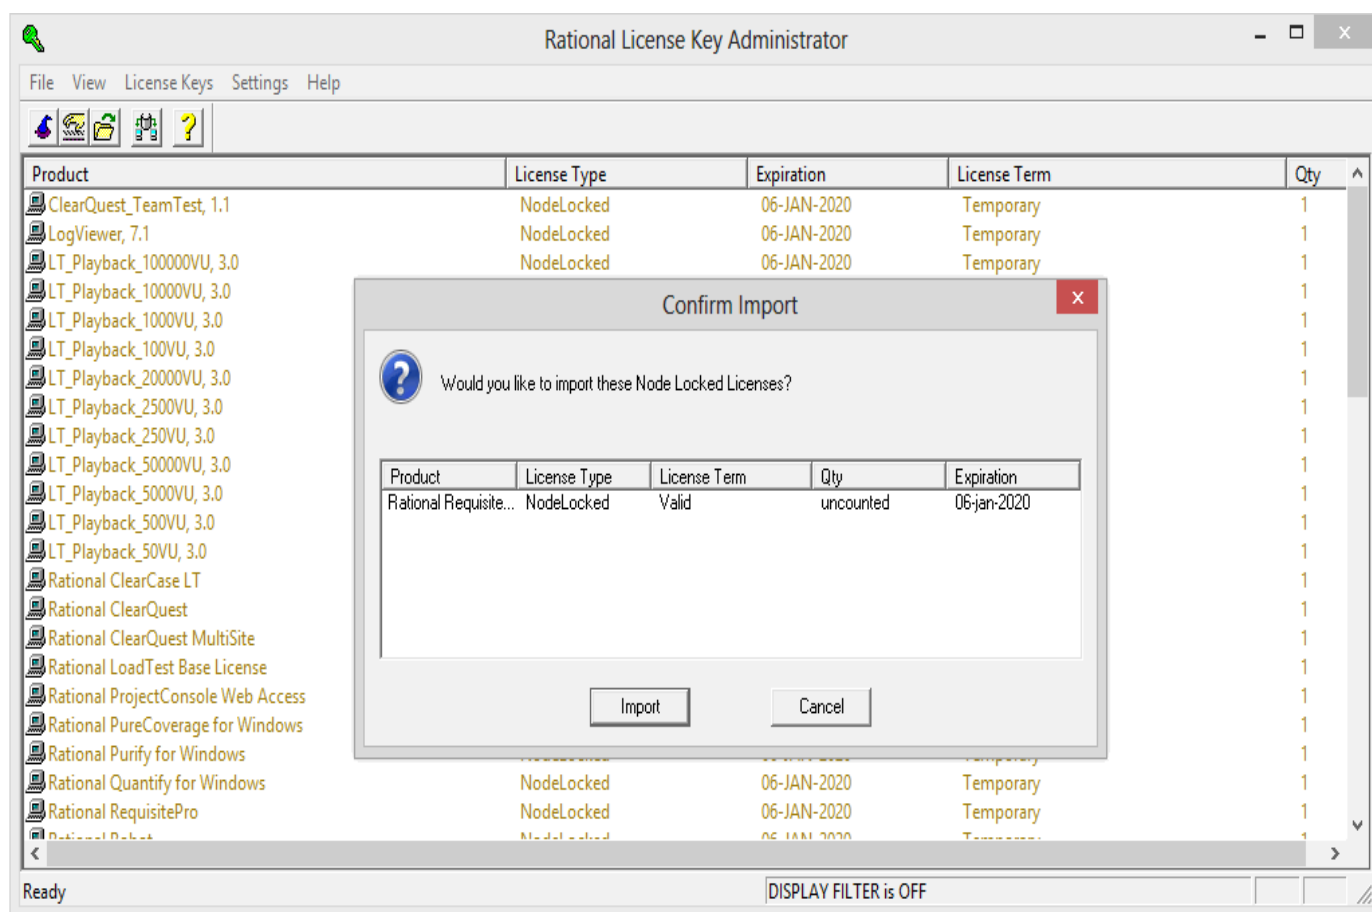 Rational License Key Administrator
File View License Keys Settings Help
Product License Type Expiration License Term Qty
ClearQuest_TeamTest, 1.1 NodeLocked 06-JAN-2020 Temporary 1
LogViewer, 7.1 NodeLocked 06-JAN-2020 Temporary 1
LT_Playback_100000VU, 3.0 NodeLocked 06-JAN-2020 Temporary 1
LT_Playback_10000VU, 3.0 1
LT_Playback_1000VU, 3.0 1
LT_Playback_100VU, 3.0 1
LT_Playback_20000VU, 3.0 1
LT_Playback_2500VU, 3.0 1
LT_Playback_250VU, 3.0 1
LT_Playback_50000VU, 3.0 1
LT_Playback_5000VU, 3.0 1
LT_Playback_500VU, 3.0 1
LT_Playback_50VU, 3.0 1
Rational ClearCase LT 1
Rational ClearQuest 1
Rational ClearQuest MultiSite 1
Rational LoadTest Base License 1
Rational ProjectConsole Web Access 1
Rational PureCoverage for Windows 1
Rational Purify for Windows 1
Rational Quantify for Windows NodeLocked 06-JAN-2020 Temporary 1
Rational RequisitePro NodeLocked 06-JAN-2020 Temporary 1
Confirm Import
Would you like to import these Node Locked Licenses?
Product License Type License Term Qty Expiration
Rational Requisite... NodeLocked Valid uncounted 06-jan-2020
Import Cancel
Ready DISPLAY FILTER is OFF